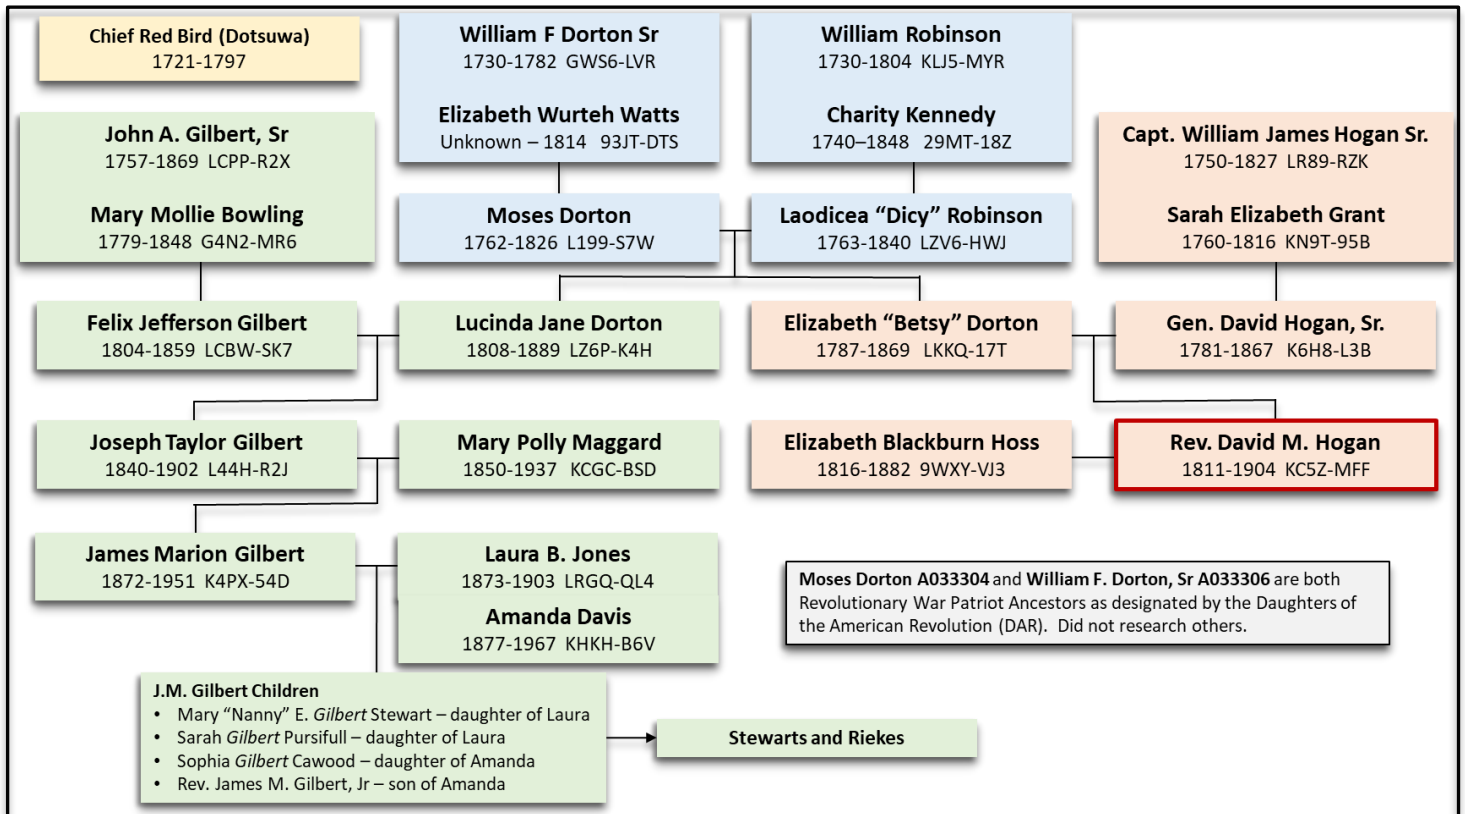 Chief Red Bird (Dotsuwa)
1721-1797
William F Dorton Sr
1730-1782 GWS6-LVR
Elizabeth Wurteh Watts
Unknown – 1814 93JT-DTS
William Robinson
1730-1804 KLJ5-MYR
Charity Kennedy
1740–1848 29MT-18Z
John A. Gilbert, Sr
1757-1869 LCPP-R2X
Mary Mollie Bowling
1779-1848 G4N2-MR6
Capt. William James Hogan Sr.
1750-1827 LR89-RZK
Sarah Elizabeth Grant
1760-1816 KN9T-95B
Moses Dorton
1762-1826 L199-S7W
Laodicea “Dicy” Robinson
1763-1840 LZV6-HWJ
Felix Jefferson Gilbert
1804-1859 LCBW-SK7
Lucinda Jane Dorton
1808-1889 LZ6P-K4H
Elizabeth “Betsy” Dorton
1787-1869 LKKQ-17T
Gen. David Hogan, Sr.
1781-1867 K6H8-L3B
Joseph Taylor Gilbert
1840-1902 L44H-R2J
Mary Polly Maggard
1850-1937 KCGC-BSD
Elizabeth Blackburn Hoss
1816-1882 9WXY-VJ3
Rev. David M. Hogan
1811-1904 KC5Z-MFF
James Marion Gilbert
1872-1951 K4PX-54D
Laura B. Jones
1873-1903 LRGQ-QL4
Amanda Davis
1877-1967 KHKH-B6V
Moses Dorton A033304 and William F. Dorton, Sr A033306 are both
Revolutionary War Patriot Ancestors as designated by the Daughters of
the American Revolution (DAR). Did not research others.
J.M. Gilbert Children
• Mary “Nanny” E. Gilbert Stewart – daughter of Laura
• Sarah Gilbert Pursifull – daughter of Laura
• Sophia Gilbert Cawood – daughter of Amanda
• Rev. James M. Gilbert, Jr – son of Amanda
Stewarts and Riekes